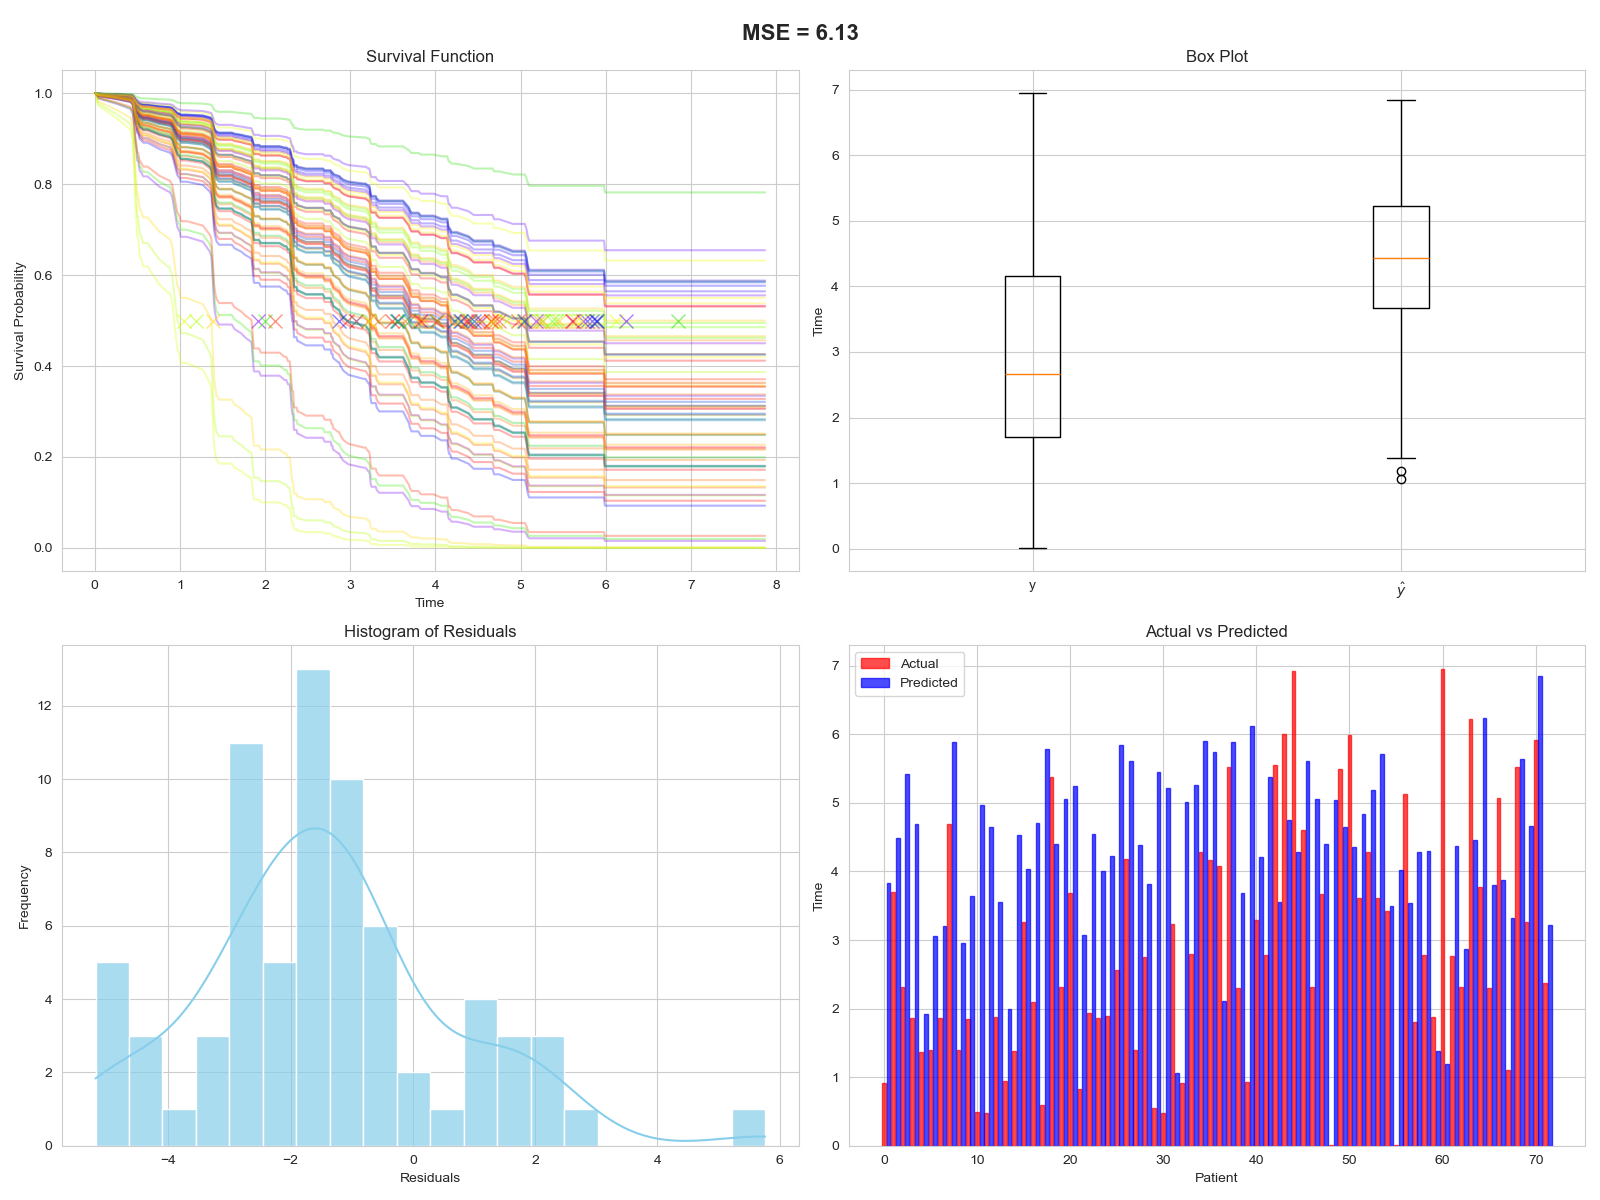 MSE = 6.13
Survival Function
Survival Probability
1.0
0.8
0.6
0.4
0.2
0.0
0 1 2 3 4 5 6 7 8
Time
Box Plot
Time
7
6
5
4
3
2
1
0
y ŷ
Histogram of Residuals
Frequency
12
10
8
6
4
2
0
−4 −2 0 2 4 6
Residuals
Actual vs Predicted
Actual
Predicted
Time
7
6
5
4
3
2
1
0
0 10 20 30 40 50 60 70
Patient